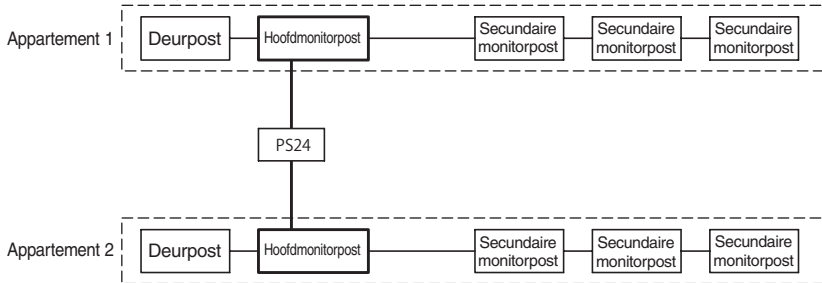 Appartement 1
Deurpost
Hoofdmonitorpost
Secundaire
monitorpost
Secundaire
monitorpost
Secundaire
monitorpost
PS24
Appartement 2
Deurpost
Hoofdmonitorpost
Secundaire
monitorpost
Secundaire
monitorpost
Secundaire
monitorpost